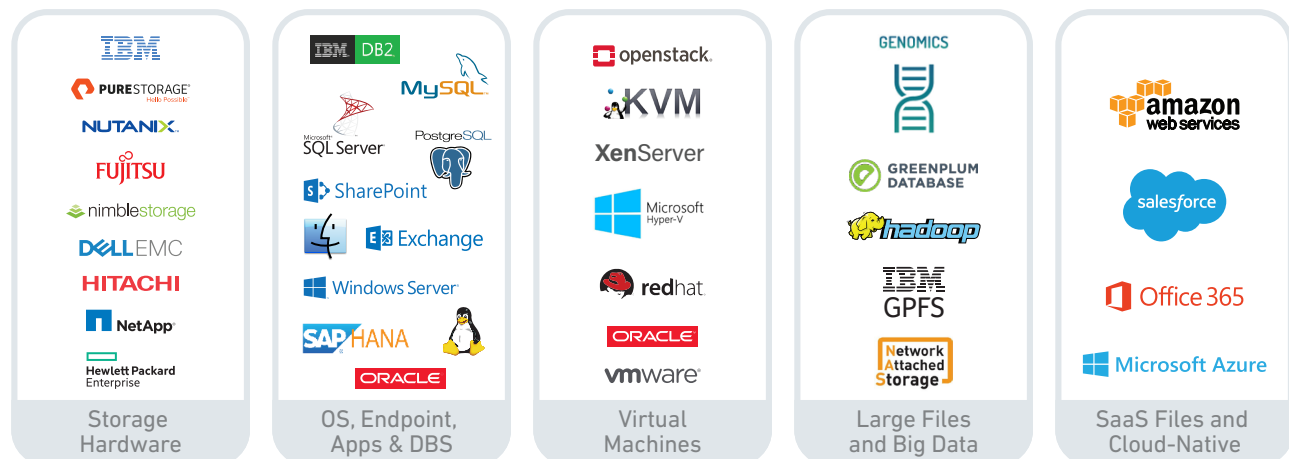 IBM
PURESTORAGE®
Hello Possible™
NUTANIX™
FUJITSU
nimblestorage
DELLEMC
HITACHI
NetApp®
Hewlett Packard
Enterprise
Storage
Hardware
IBM DB2
MySQL™
Microsoft®
SQL Server®
PostgreSQL
S SharePoint
E Exchange
Windows Server®
SAP® HANA
ORACLE®
OS, Endpoint,
Apps & DBS
openstack®
KVM
XenServer
Microsoft
Hyper-V
redhat®
ORACLE®
vmware®
Virtual
Machines
GENOMICS
GREENPLUM
DATABASE
hadoop
IBM
GPFS
Network
Attached
Storage
Large Files
and Big Data
amazon
web services
salesforce
Office 365
Microsoft Azure
SaaS Files and
Cloud-Native